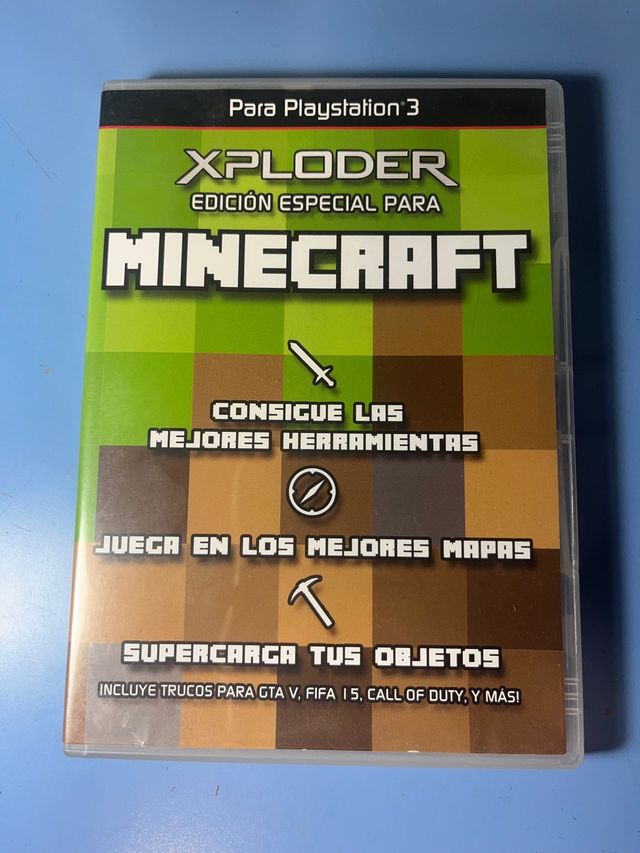 Para Playstation®3
XPLODER
EDICIÓN ESPECIAL PARA
MINECRAFT
CONSIGUE LAS
MEJORES HERRAMIENTAS
JUEGA EN LOS MEJORES MAPAS
SUPERCARGA TUS OBJETOS
INCLUYE TRUCOS PARA GTA V, FIFA 15, CALL OF DUTY, Y MÁS!